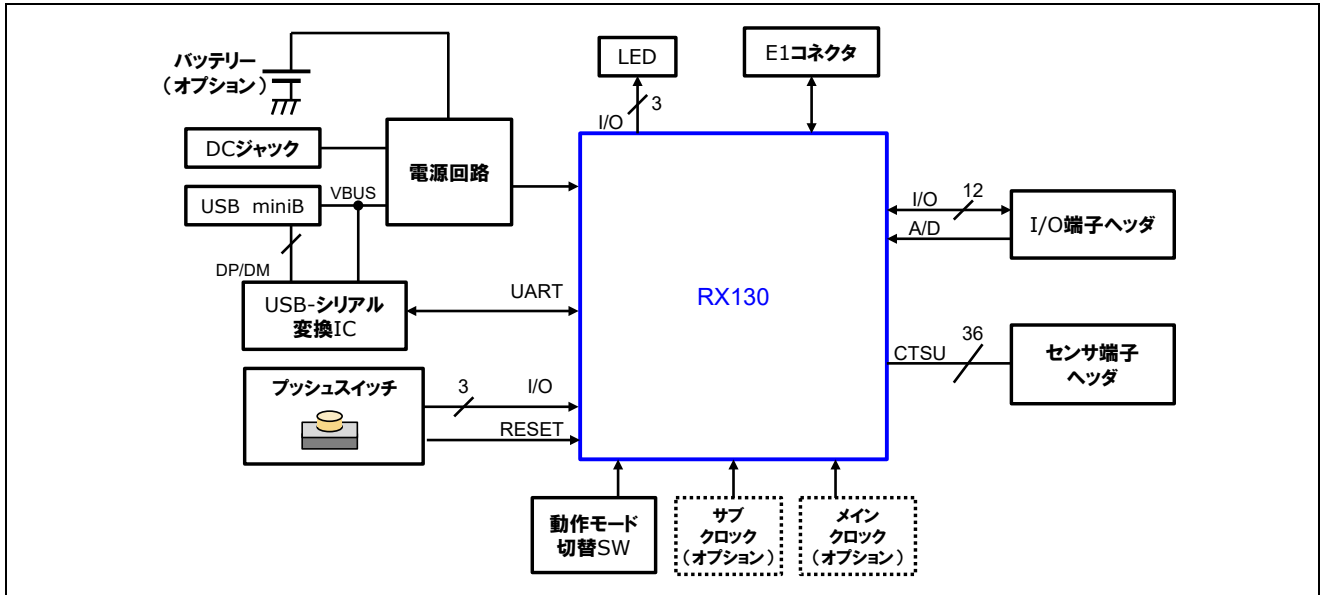 バッテリー
(オプション)
LED
E1コネクタ
3
I/O
DCジャック
電源回路
USB miniB
VBUS
I/O
12
A/D
I/O端子ヘッダ
DP/DM
USB-シリアル
変換IC
UART
RX130
CTSU
36
センサ端子
ヘッダ
プッシュスイッチ
3
I/O
RESET
動作モード
切替SW
サブ
クロック
(オプション)
メイン
クロック
(オプション)